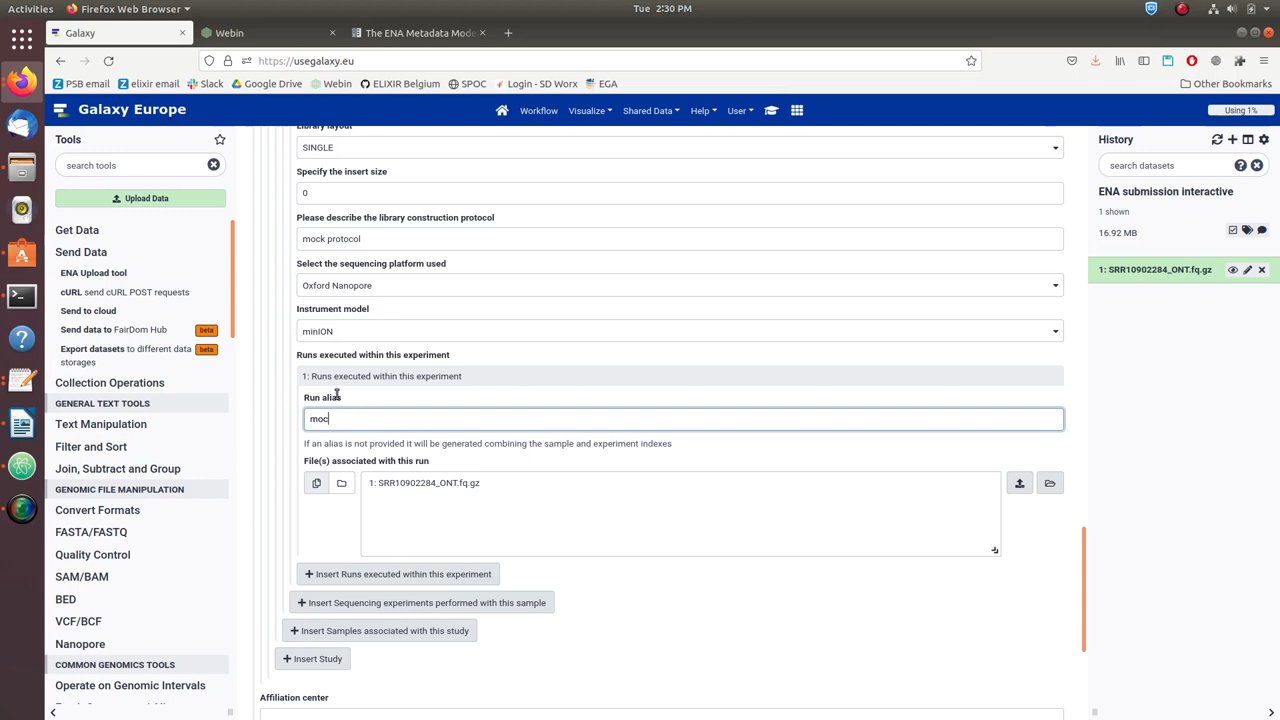 Activities
Firefox Web Browser
Tue 2:30 PM
Galaxy
Webin
The ENA Metadata Mode
https://usegalaxy.eu
PSB email
elixir email
Slack
Google Drive
Webin
ELIXIR Belgium
SPOC
Login - SD Worx
EGA
Other Bookmarks
Galaxy Europe
Workflow
Visualize
Shared Data
Help
User
Using 1%
Tools
search tools
Upload Data
Get Data
Send Data
ENA Upload tool
cURL send cURL POST requests
Send to cloud
Send data to FairDom Hub
beta
Export datasets to different data
storages
beta
Collection Operations
GENERAL TEXT TOOLS
Text Manipulation
Filter and Sort
Join, Subtract and Group
GENOMIC FILE MANIPULATION
Convert Formats
FASTA/FASTQ
Quality Control
SAM/BAM
BED
VCF/BCF
Nanopore
COMMON GENOMICS TOOLS
Operate on Genomic Intervals
Library layout
SINGLE
Specify the insert size
0
Please describe the library construction protocol
mock protocol
Select the sequencing platform used
Oxford Nanopore
Instrument model
minION
Runs executed within this experiment
1: Runs executed within this experiment
Run alias
moc
If an alias is not provided it will be generated combining the sample and experiment indexes
File(s) associated with this run
1: SRR10902284_ONT.fq.gz
Insert Runs executed within this experiment
Insert Sequencing experiments performed with this sample
Insert Samples associated with this study
Insert Study
Affiliation center
History
search datasets
ENA submission interactive
1 shown
16.92 MB
1: SRR10902284_ONT.fq.gz